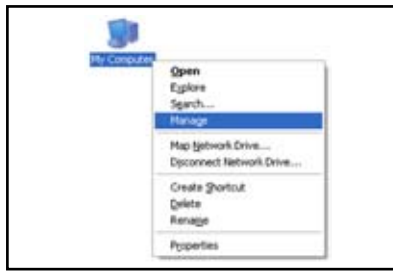 My Computer
Open
Explore
Search...
Manage
Map Network Drive...
Disconnect Network Drive...
Create Shortcut
Delete
Rename
Properties